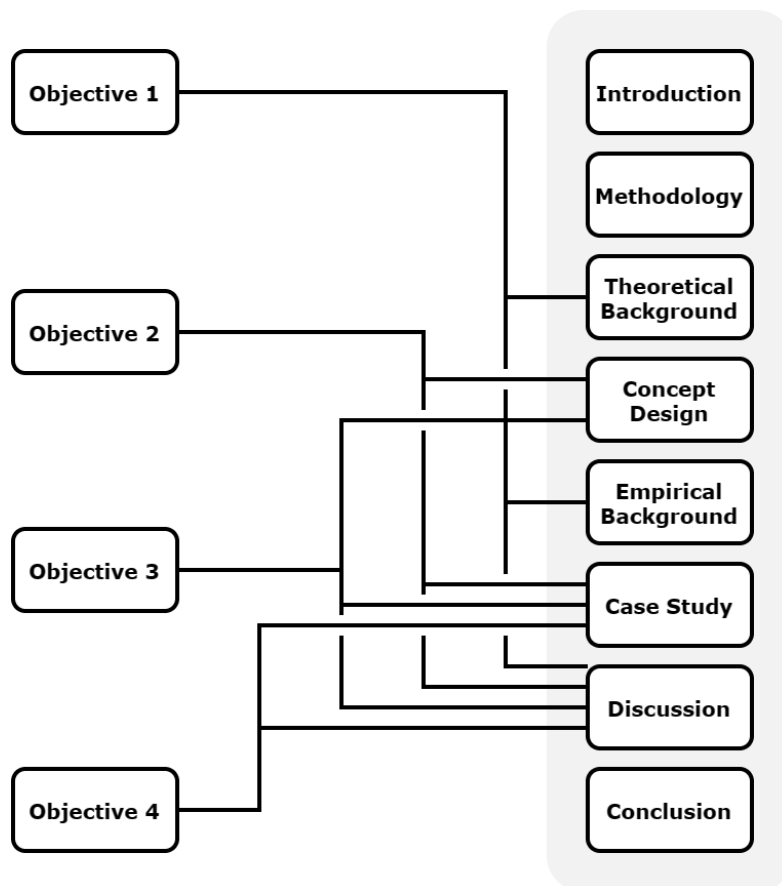 Objective 1
Introduction
Methodology
Theoretical
Background
Objective 2
Concept
Design
Empirical
Background
Objective 3
Case Study
Discussion
Objective 4
Conclusion